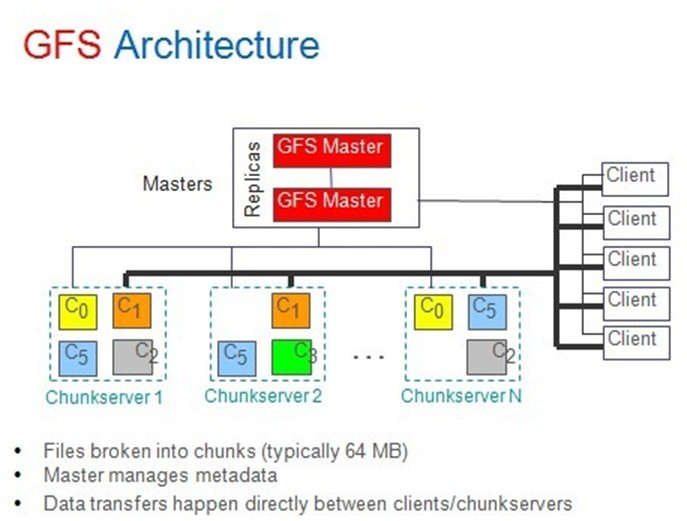 GFS Architecture
Masters
Replicas
GFS Master
GFS Master
Client
Client
Client
Client
Client
C0 C1
C5 C2
Chunkserver 1
C1
C5 C3
Chunkserver 2
...
C0 C5
C2
Chunkserver N
• Files broken into chunks (typically 64 MB)
• Master manages metadata
• Data transfers happen directly between clients/chunkservers